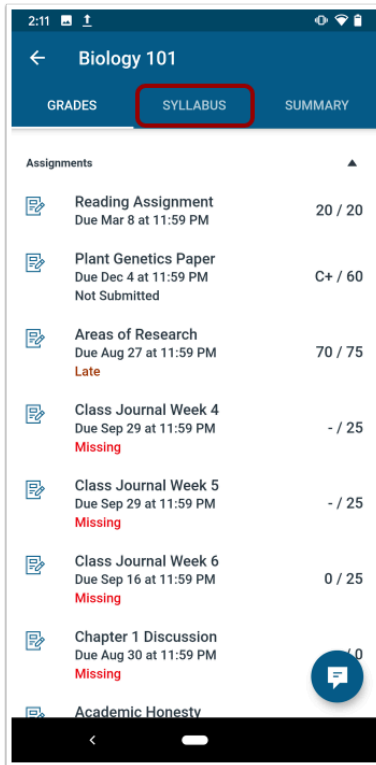 2:11
Biology 101
GRADES SYLLABUS SUMMARY
Assignments
Reading Assignment
Due Mar 8 at 11:59 PM
20 / 20
Plant Genetics Paper
Due Dec 4 at 11:59 PM
Not Submitted
C+ / 60
Areas of Research
Due Aug 27 at 11:59 PM
Late
70 / 75
Class Journal Week 4
Due Sep 29 at 11:59 PM
Missing
- / 25
Class Journal Week 5
Due Sep 29 at 11:59 PM
Missing
- / 25
Class Journal Week 6
Due Sep 16 at 11:59 PM
Missing
0 / 25
Chapter 1 Discussion
Due Aug 30 at 11:59 PM
Missing
/ 0
Academic Honesty